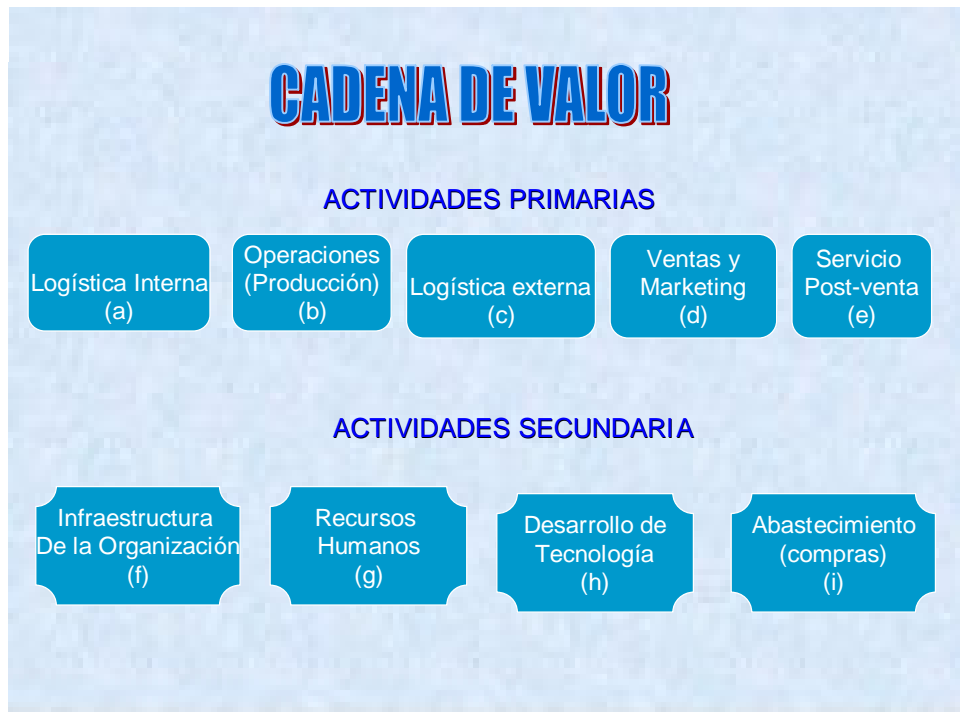 CADENA DE VALOR
ACTIVIDADES PRIMARIAS
Logística Interna
(a)
Operaciones
(Producción)
(b)
Logística externa
(c)
Ventas y
Marketing
(d)
Servicio
Post-venta
(e)
ACTIVIDADES SECUNDARIA
Infraestructura
De la Organización
(f)
Recursos
Humanos
(g)
Desarrollo de
Tecnología
(h)
Abastecimiento
(compras)
(i)